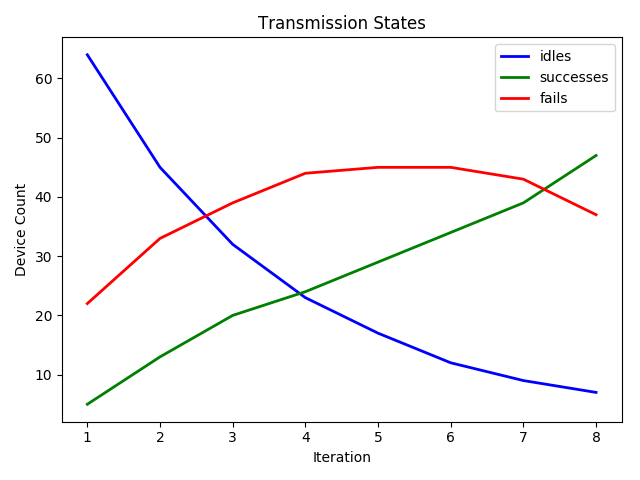 Transmission States
idles
successes
fails
Device Count
60
50
40
30
20
10
1 2 3 4 5 6 7 8
Iteration